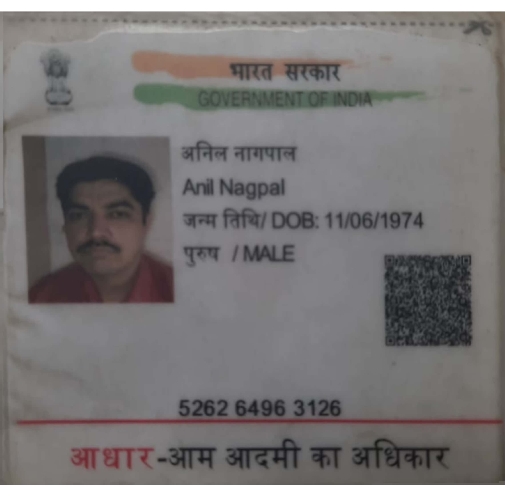 भारत सरकार
GOVERNMENT OF INDIA
अनिल नागपाल
Anil Nagpal
जन्म तिथि/ DOB: 11/06/1974
पुरुष / MALE
5262 6496 3126
आधार-आम आदमी का अधिकार